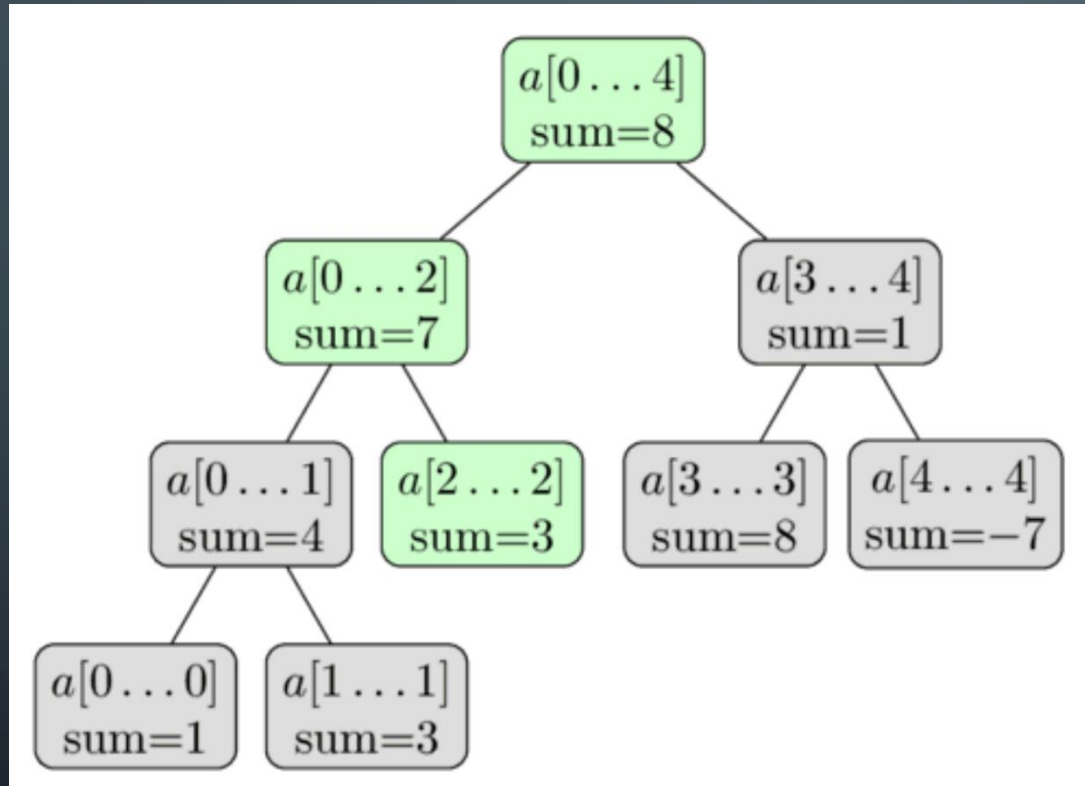 a[0 . . . 4]
sum=8
a[0 . . . 2]
sum=7
a[3 . . . 4]
sum=1
a[0 . . . 1]
sum=4
a[2 . . . 2]
sum=3
a[3 . . . 3]
sum=8
a[4 . . . 4]
sum=−7
a[0 . . . 0]
sum=1
a[1 . . . 1]
sum=3